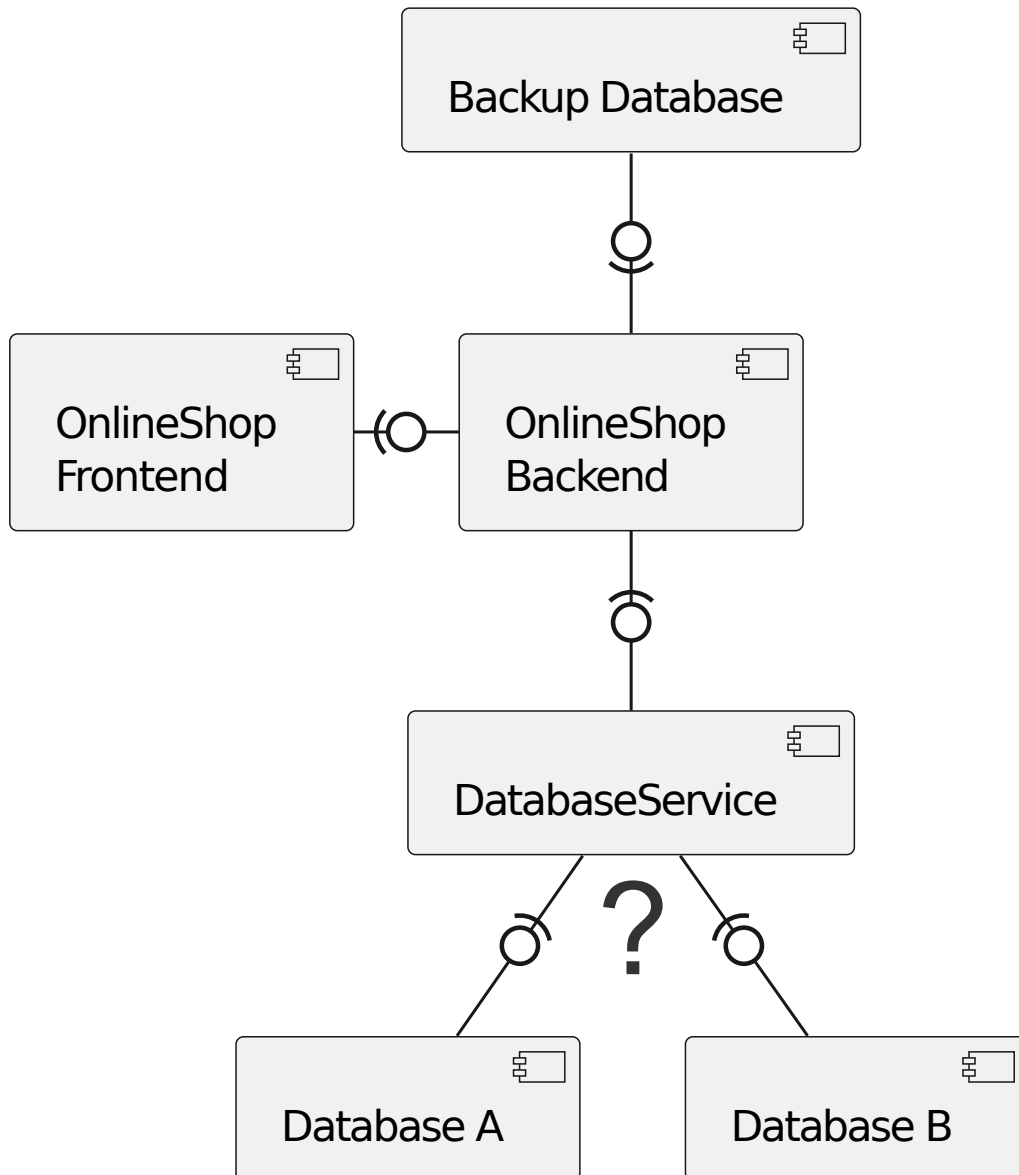 Backup Database
OnlineShop
Frontend
OnlineShop
Backend
DatabaseService
?
Database A
Database B